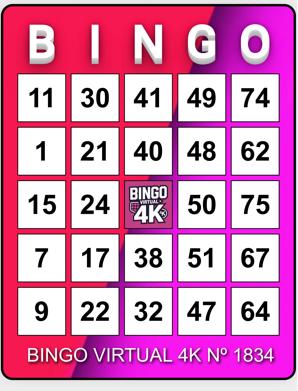 B I N G O
11 30 41 49 74
1 21 40 48 62
15 24 BINGO VIRTUAL 4K 50 75
7 17 38 51 67
9 22 32 47 64
BINGO VIRTUAL 4K Nº 1834